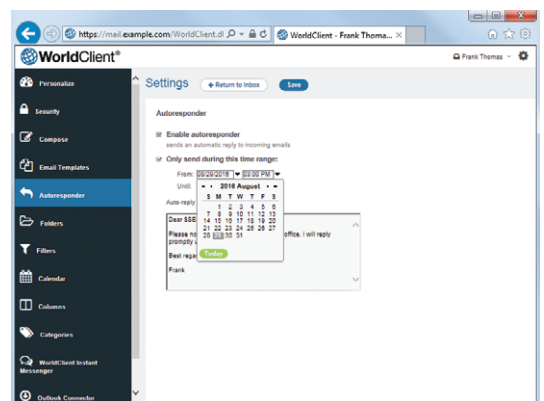 https://mail.example.com/WorldClient.dl
WorldClient - Frank Thoma...
WorldClient®
Frank Thomas
Personalize
Security
Compose
Email Templates
Autoresponder
Folders
Filters
Calendar
Columns
Categories
WorldClient Instant
Messenger
Outlook Connector
Settings
Return to Inbox
Save
Autoresponder
Enable autoresponder
sends an automatic reply to incoming emails
Only send during this time range:
From: 08/29/2016 03:00 PM
Until:
2016 August
S M T W T F S
1 2 3 4 5 6
7 8 9 10 11 12 13
14 15 16 17 18 19 20
21 22 23 24 25 26 27
28 29 30 31
Today
Auto-reply
Dear $SE
Please no office. I will reply
promptly
Best rega
Frank